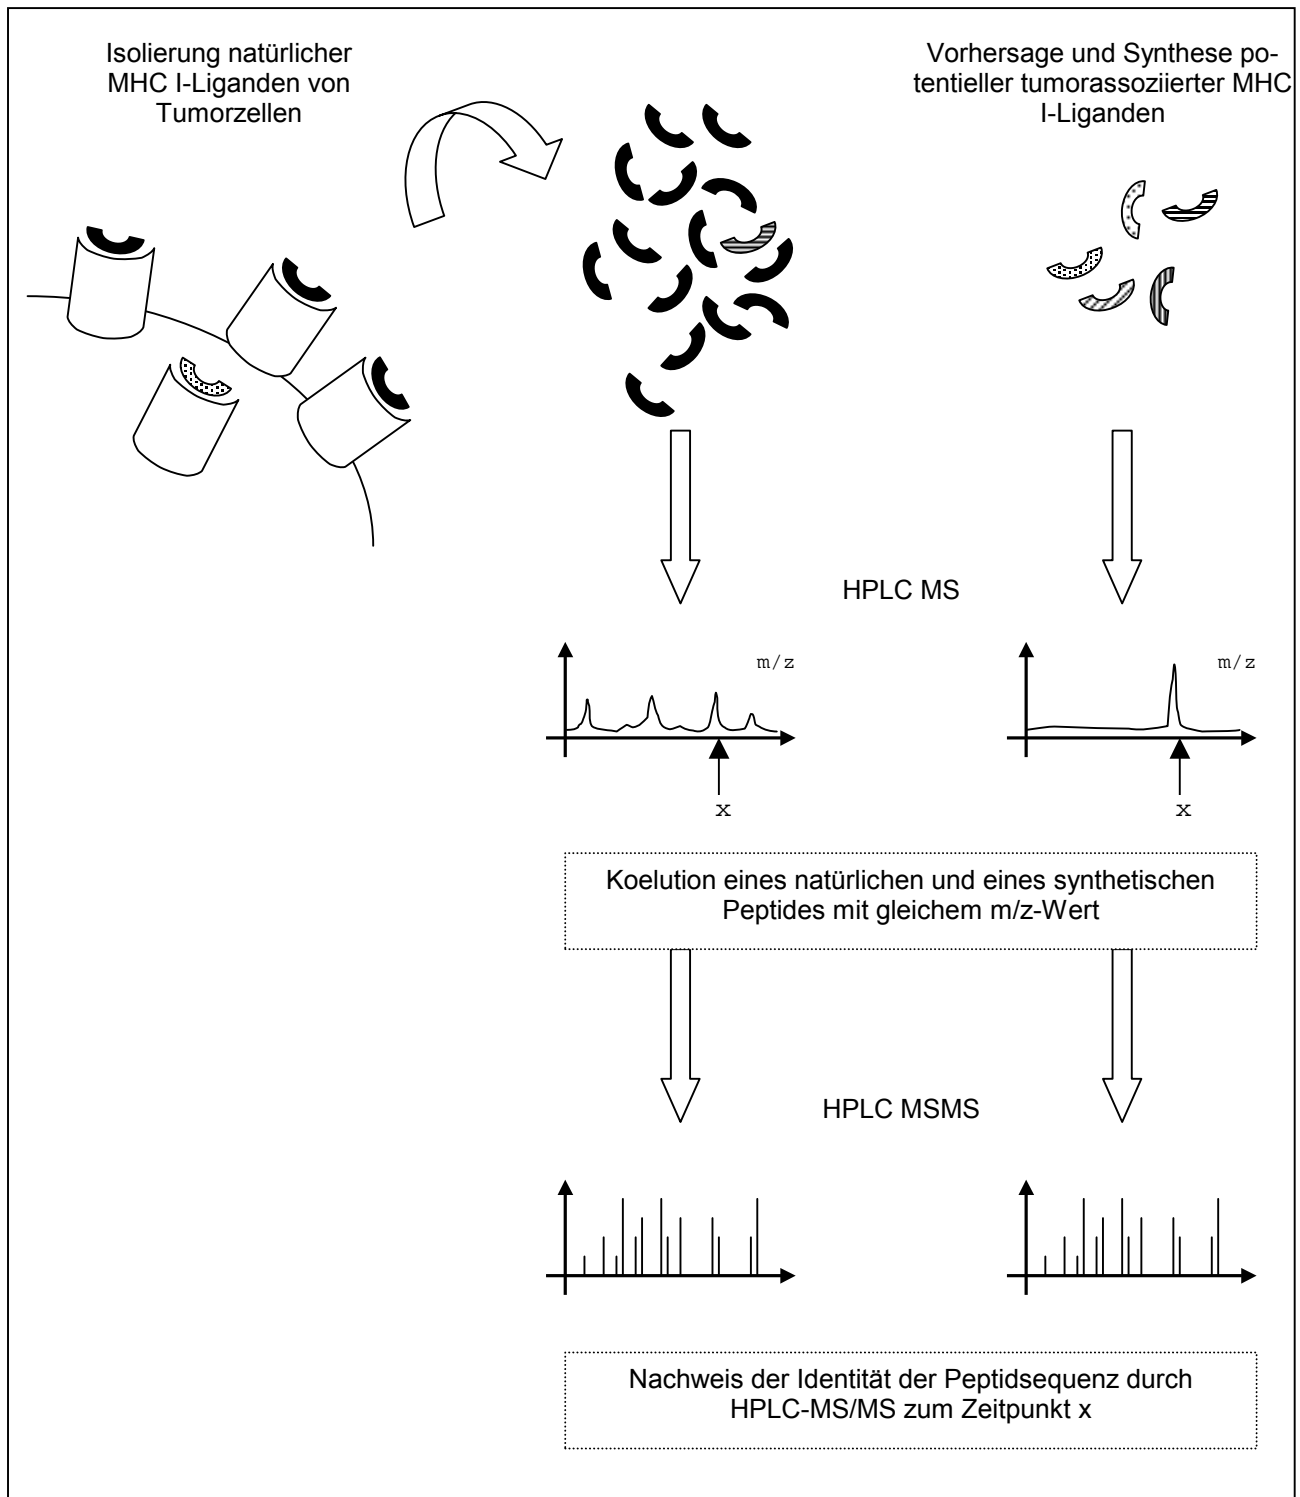 Isolierung natürlicher
MHC I-Liganden von
Tumorzellen
Vorhersage und Synthese po-
tentieller tumorassoziierter MHC
I-Liganden
HPLC MS
m/z
m/z
x
x
Koelution eines natürlichen und eines synthetischen
Peptides mit gleichem m/z-Wert
HPLC MSMS
Nachweis der Identität der Peptidsequenz durch
HPLC-MS/MS zum Zeitpunkt x